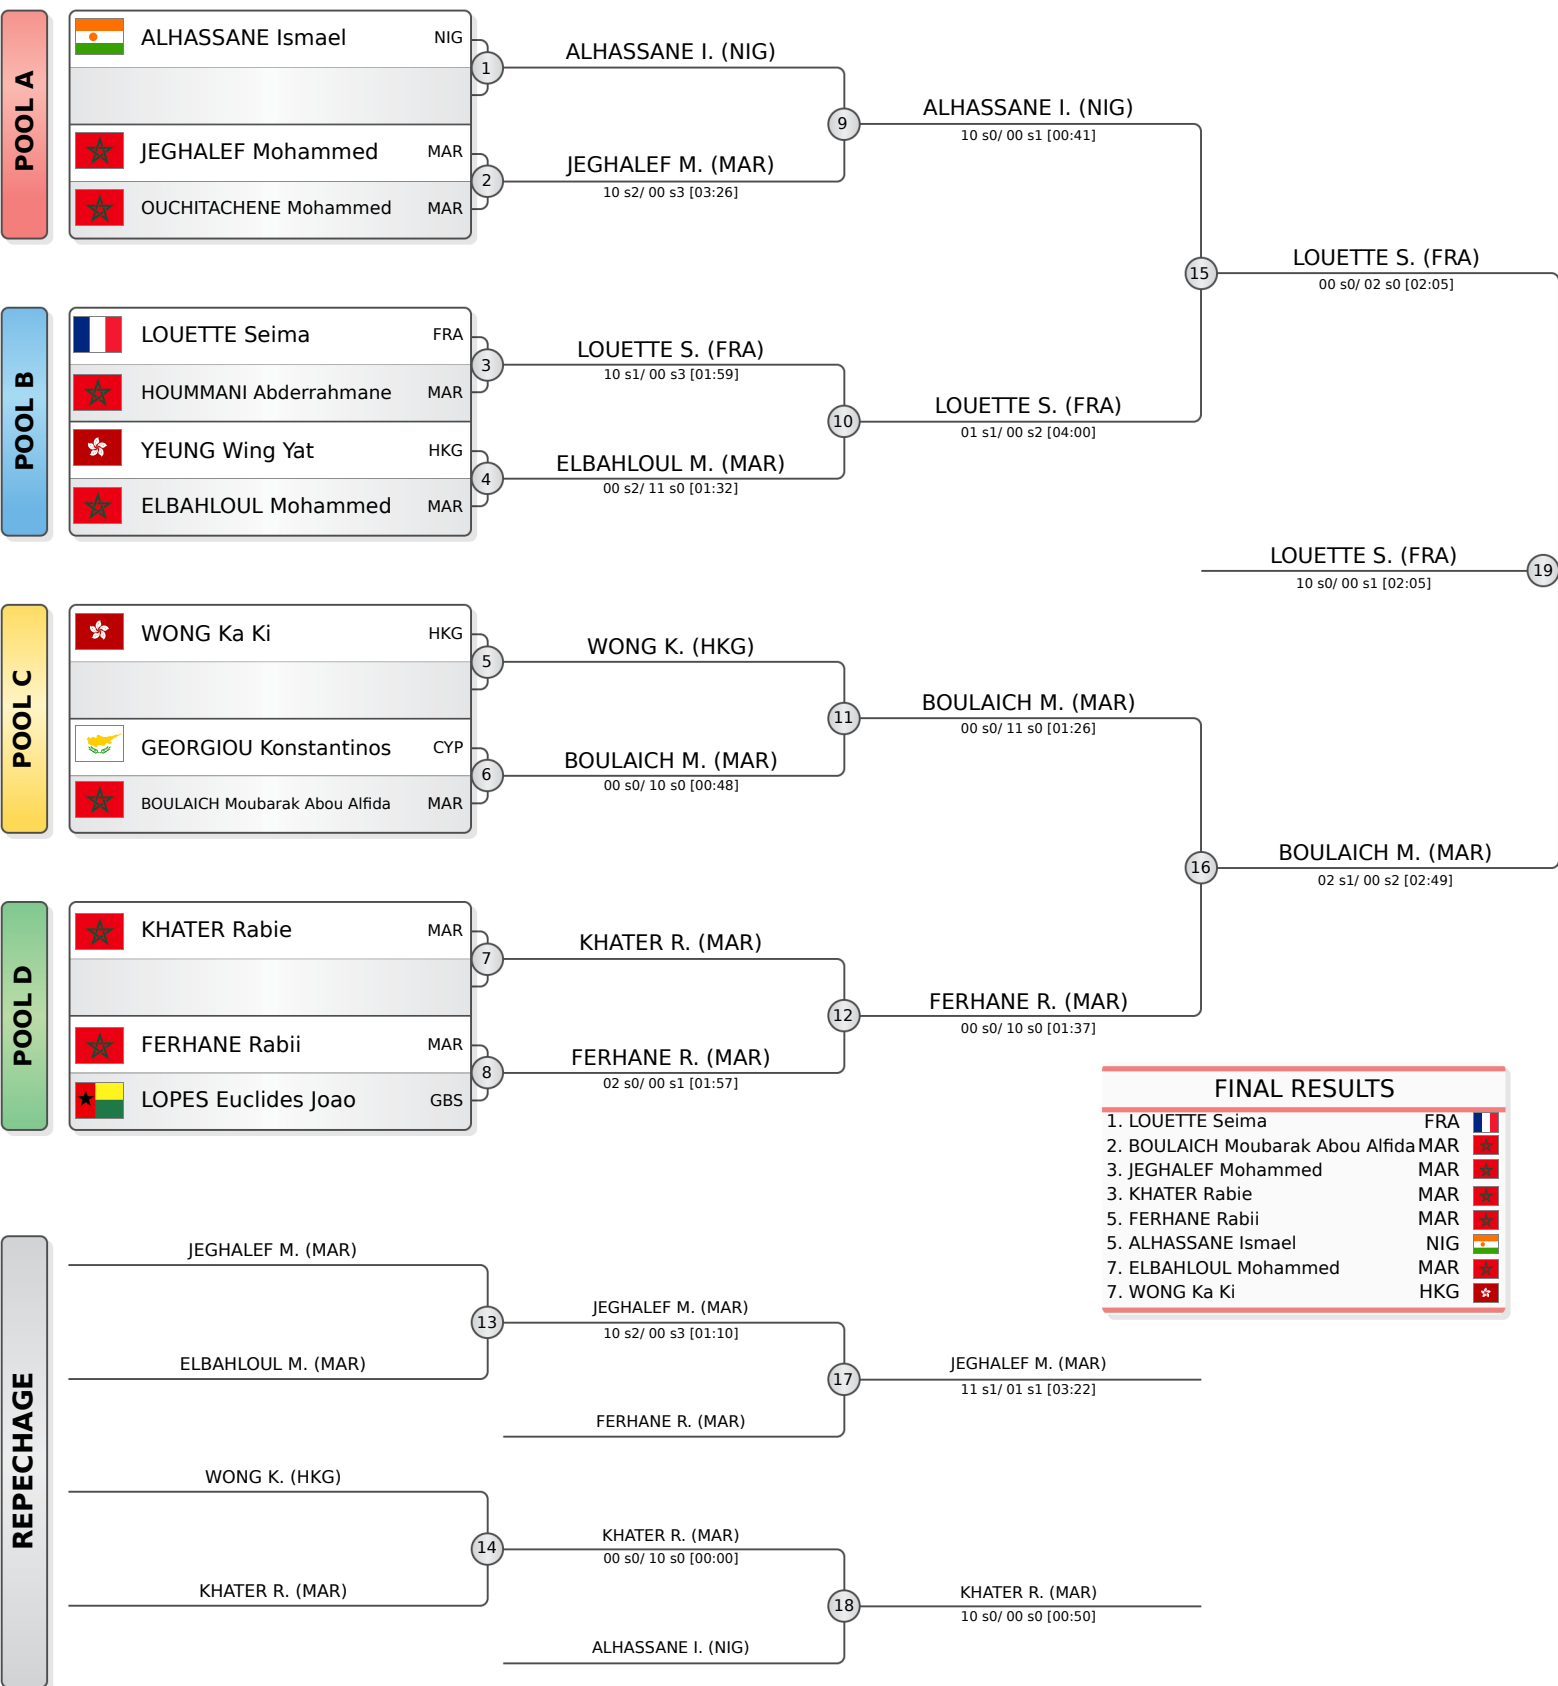 POOL A
ALHASSANE Ismael NIG
JEGHALEF Mohammed MAR
OUCHITACHENE Mohammed MAR
1
2
ALHASSANE I. (NIG)
JEGHALEF M. (MAR)
10 s2/ 00 s3 [03:26]
9
ALHASSANE I. (NIG)
10 s0/ 00 s1 [00:41]
POOL B
LOUETTE Seima FRA
HOUMMANI Abderrahmane MAR
YEUNG Wing Yat HKG
ELBAHLOUL Mohammed MAR
3
4
LOUETTE S. (FRA)
10 s1/ 00 s3 [01:59]
ELBAHLOUL M. (MAR)
00 s2/ 11 s0 [01:32]
10
LOUETTE S. (FRA)
01 s1/ 00 s2 [04:00]
15
LOUETTE S. (FRA)
00 s0/ 02 s0 [02:05]
LOUETTE S. (FRA)
10 s0/ 00 s1 [02:05]
19
POOL C
WONG Ka Ki HKG
GEORGIOU Konstantinos CYP
BOULAICH Moubarak Abou Alfida MAR
5
6
WONG K. (HKG)
BOULAICH M. (MAR)
00 s0/ 10 s0 [00:48]
11
BOULAICH M. (MAR)
00 s0/ 11 s0 [01:26]
POOL D
KHATER Rabie MAR
FERHANE Rabii MAR
LOPES Euclides Joao GBS
7
8
KHATER R. (MAR)
FERHANE R. (MAR)
02 s0/ 00 s1 [01:57]
12
FERHANE R. (MAR)
00 s0/ 10 s0 [01:37]
16
BOULAICH M. (MAR)
02 s1/ 00 s2 [02:49]
FINAL RESULTS
1. LOUETTE Seima FRA
2. BOULAICH Moubarak Abou Alfida MAR
3. JEGHALEF Mohammed MAR
3. KHATER Rabie MAR
5. FERHANE Rabii MAR
5. ALHASSANE Ismael NIG
7. ELBAHLOUL Mohammed MAR
7. WONG Ka Ki HKG
REPECHAGE
JEGHALEF M. (MAR)
ELBAHLOUL M. (MAR)
13
JEGHALEF M. (MAR)
10 s2/ 00 s3 [01:10]
FERHANE R. (MAR)
17
JEGHALEF M. (MAR)
11 s1/ 01 s1 [03:22]
WONG K. (HKG)
KHATER R. (MAR)
14
KHATER R. (MAR)
00 s0/ 10 s0 [00:00]
ALHASSANE I. (NIG)
18
KHATER R. (MAR)
10 s0/ 00 s0 [00:50]